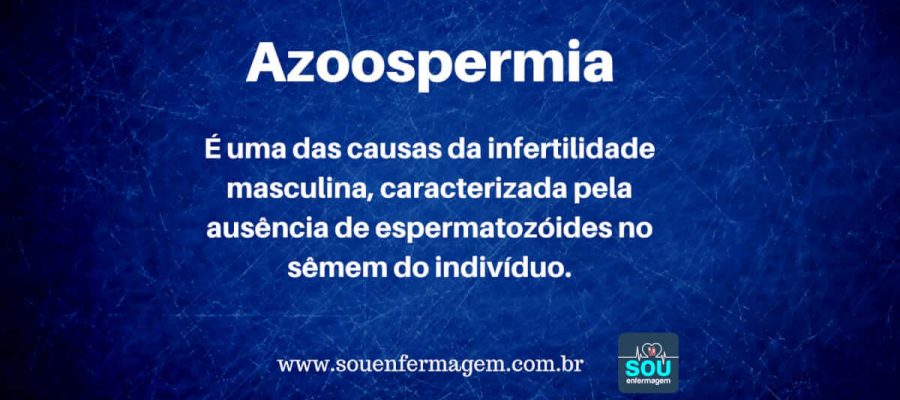 Azoospermia
É uma das causas da infertilidade
masculina, caracterizada pela
ausência de espermatozóides no
sêmem do indivíduo.
www.souenfermagem.com.br
SOU
enfermagem